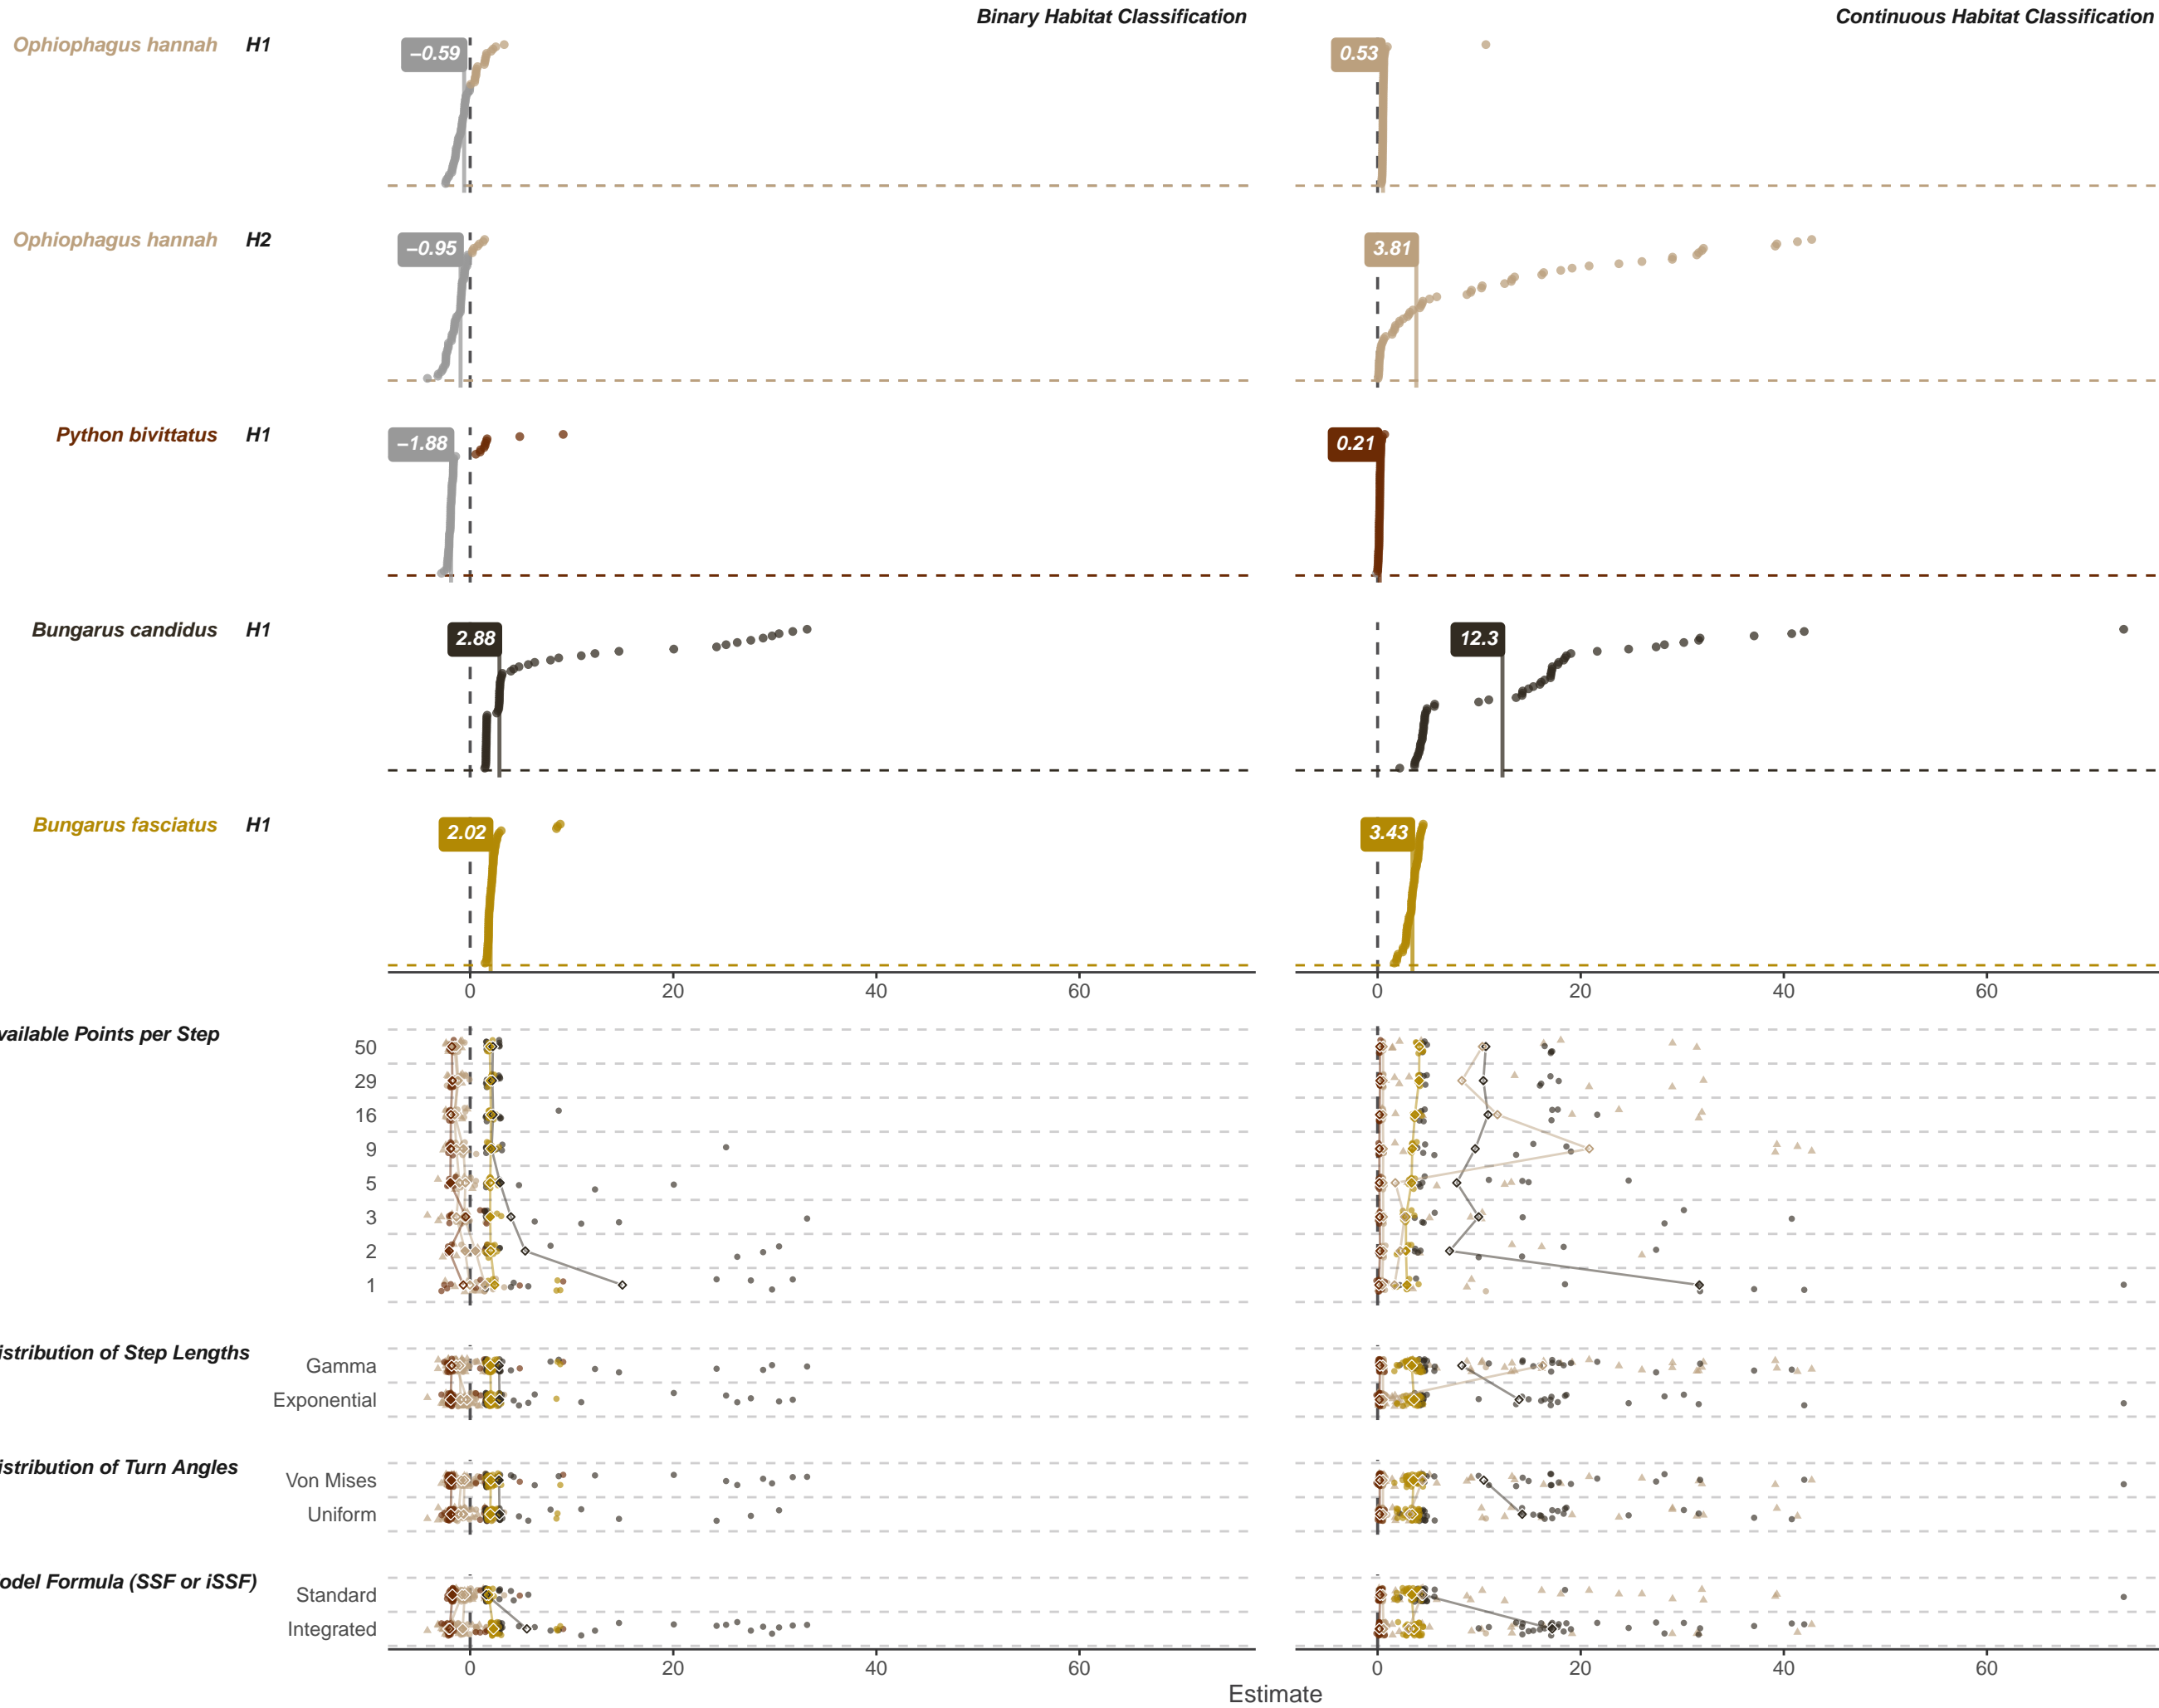 Binary Habitat Classification
Continuous Habitat Classification
Ophiophagus hannah H1
–0.59
0.53
Ophiophagus hannah H2
–0.95
3.81
Python bivittatus H1
–1.88
0.21
Bungarus candidus H1
2.88
12.3
Bungarus fasciatus H1
2.02
3.43
0 20 40 60
0 20 40 60
vailable Points per Step
50
29
16
9
5
3
2
1
istribution of Step Lengths
Gamma
Exponential
istribution of Turn Angles
Von Mises
Uniform
odel Formula (SSF or iSSF)
Standard
Integrated
0 20 40 60
0 20 40 60
Estimate